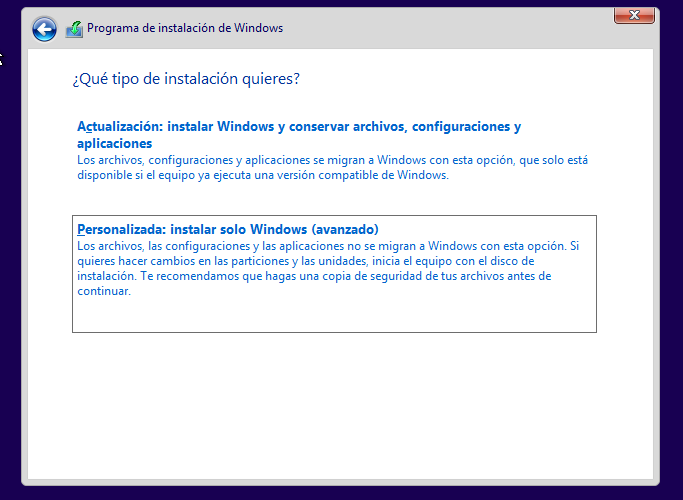 Programa de instalación de Windows
¿Qué tipo de instalación quieres?
Actualización: instalar Windows y conservar archivos, configuraciones y
aplicaciones
Los archivos, configuraciones y aplicaciones se migran a Windows con esta opción, que solo está
disponible si el equipo ya ejecuta una versión compatible de Windows.
Personalizada: instalar solo Windows (avanzado)
Los archivos, las configuraciones y las aplicaciones no se migran a Windows con esta opción. Si
quieres hacer cambios en las particiones y las unidades, inicia el equipo con el disco de
instalación. Te recomendamos que hagas una copia de seguridad de tus archivos antes de
continuar.